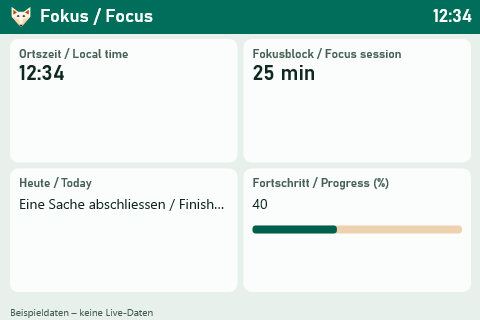 Fokus / Focus
12:34
Ortszeit / Local time
12:34
Fokusblock / Focus session
25 min
Heute / Today
Eine Sache abschliessen / Finish...
Fortschritt / Progress (%)
40
Beispieldaten – keine Live-Daten